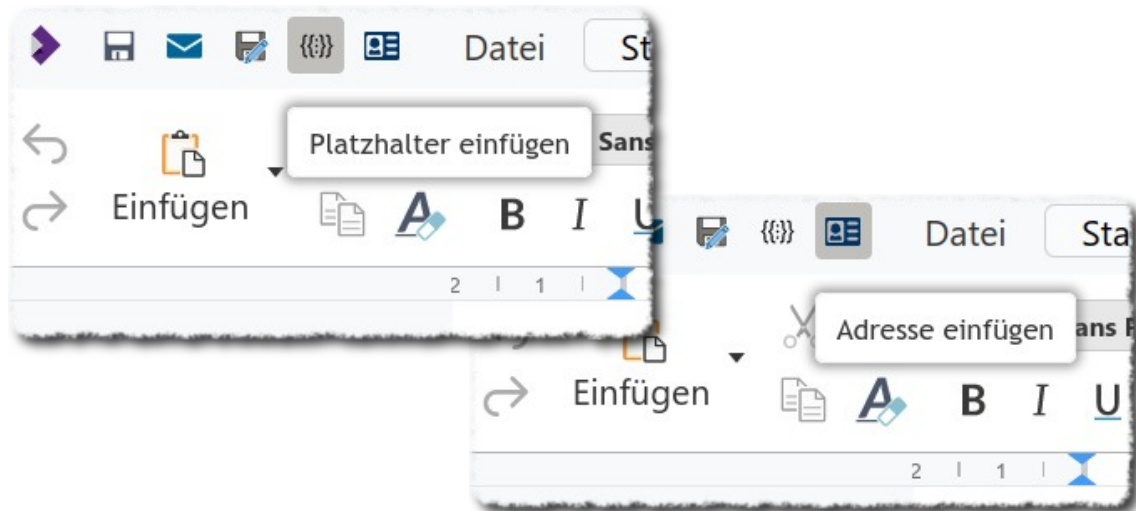 {{:}} Datei St
Platzhalter einfügen Sans
Einfügen
B I U
2 1
{{:}} Datei Sta
Adresse einfügen ans F
Einfügen
B I U
2 1